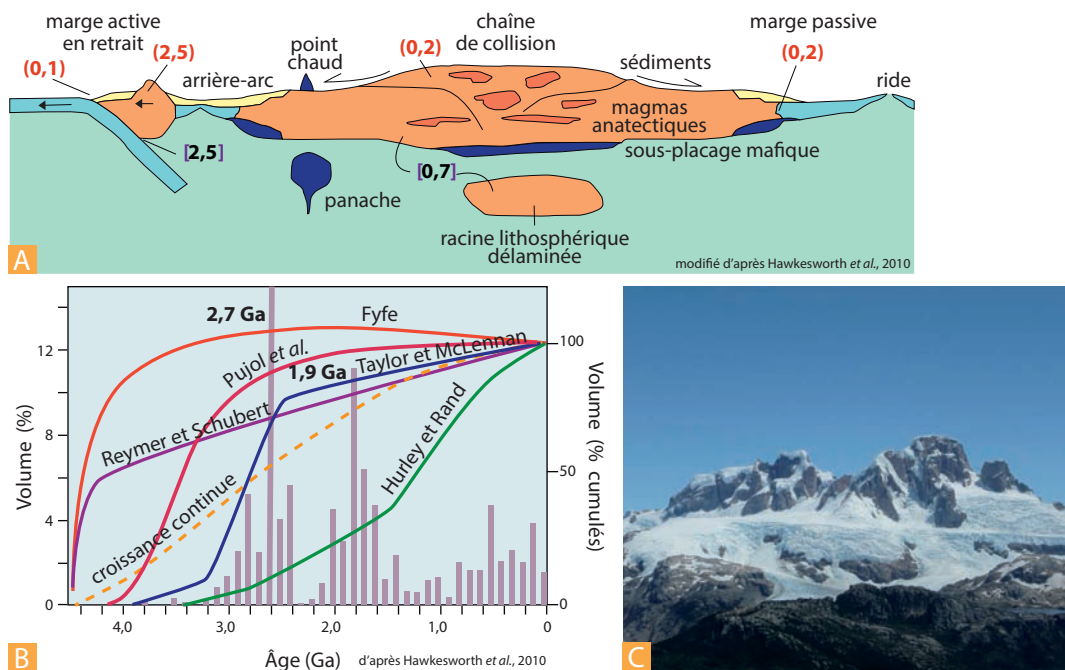 marge active
en retrait
(0,1)
(2,5)
arrière-arc
point
chaud
(0,2)
chaîne
de collision
sédiments
marge passive
(0,2)
ride
magmas
anatectiques
sous-placage mafique
[2,5]
[0,7]
panache
racine lithosphérique
délaminée
A
modifié d'après Hawkesworth et al., 2010
2,7 Ga
Fyfe
Pujol et al.
1,9 Ga
Taylor et McLennan
Reymer et Schubert
croissance continue
Hurley et Rand
Volume (%)
12
8
4
0
Volume (% cumulés)
100
50
0
4,0
3,0
2,0
1,0
0
Âge (Ga)
d'après Hawkesworth et al., 2010
B
C